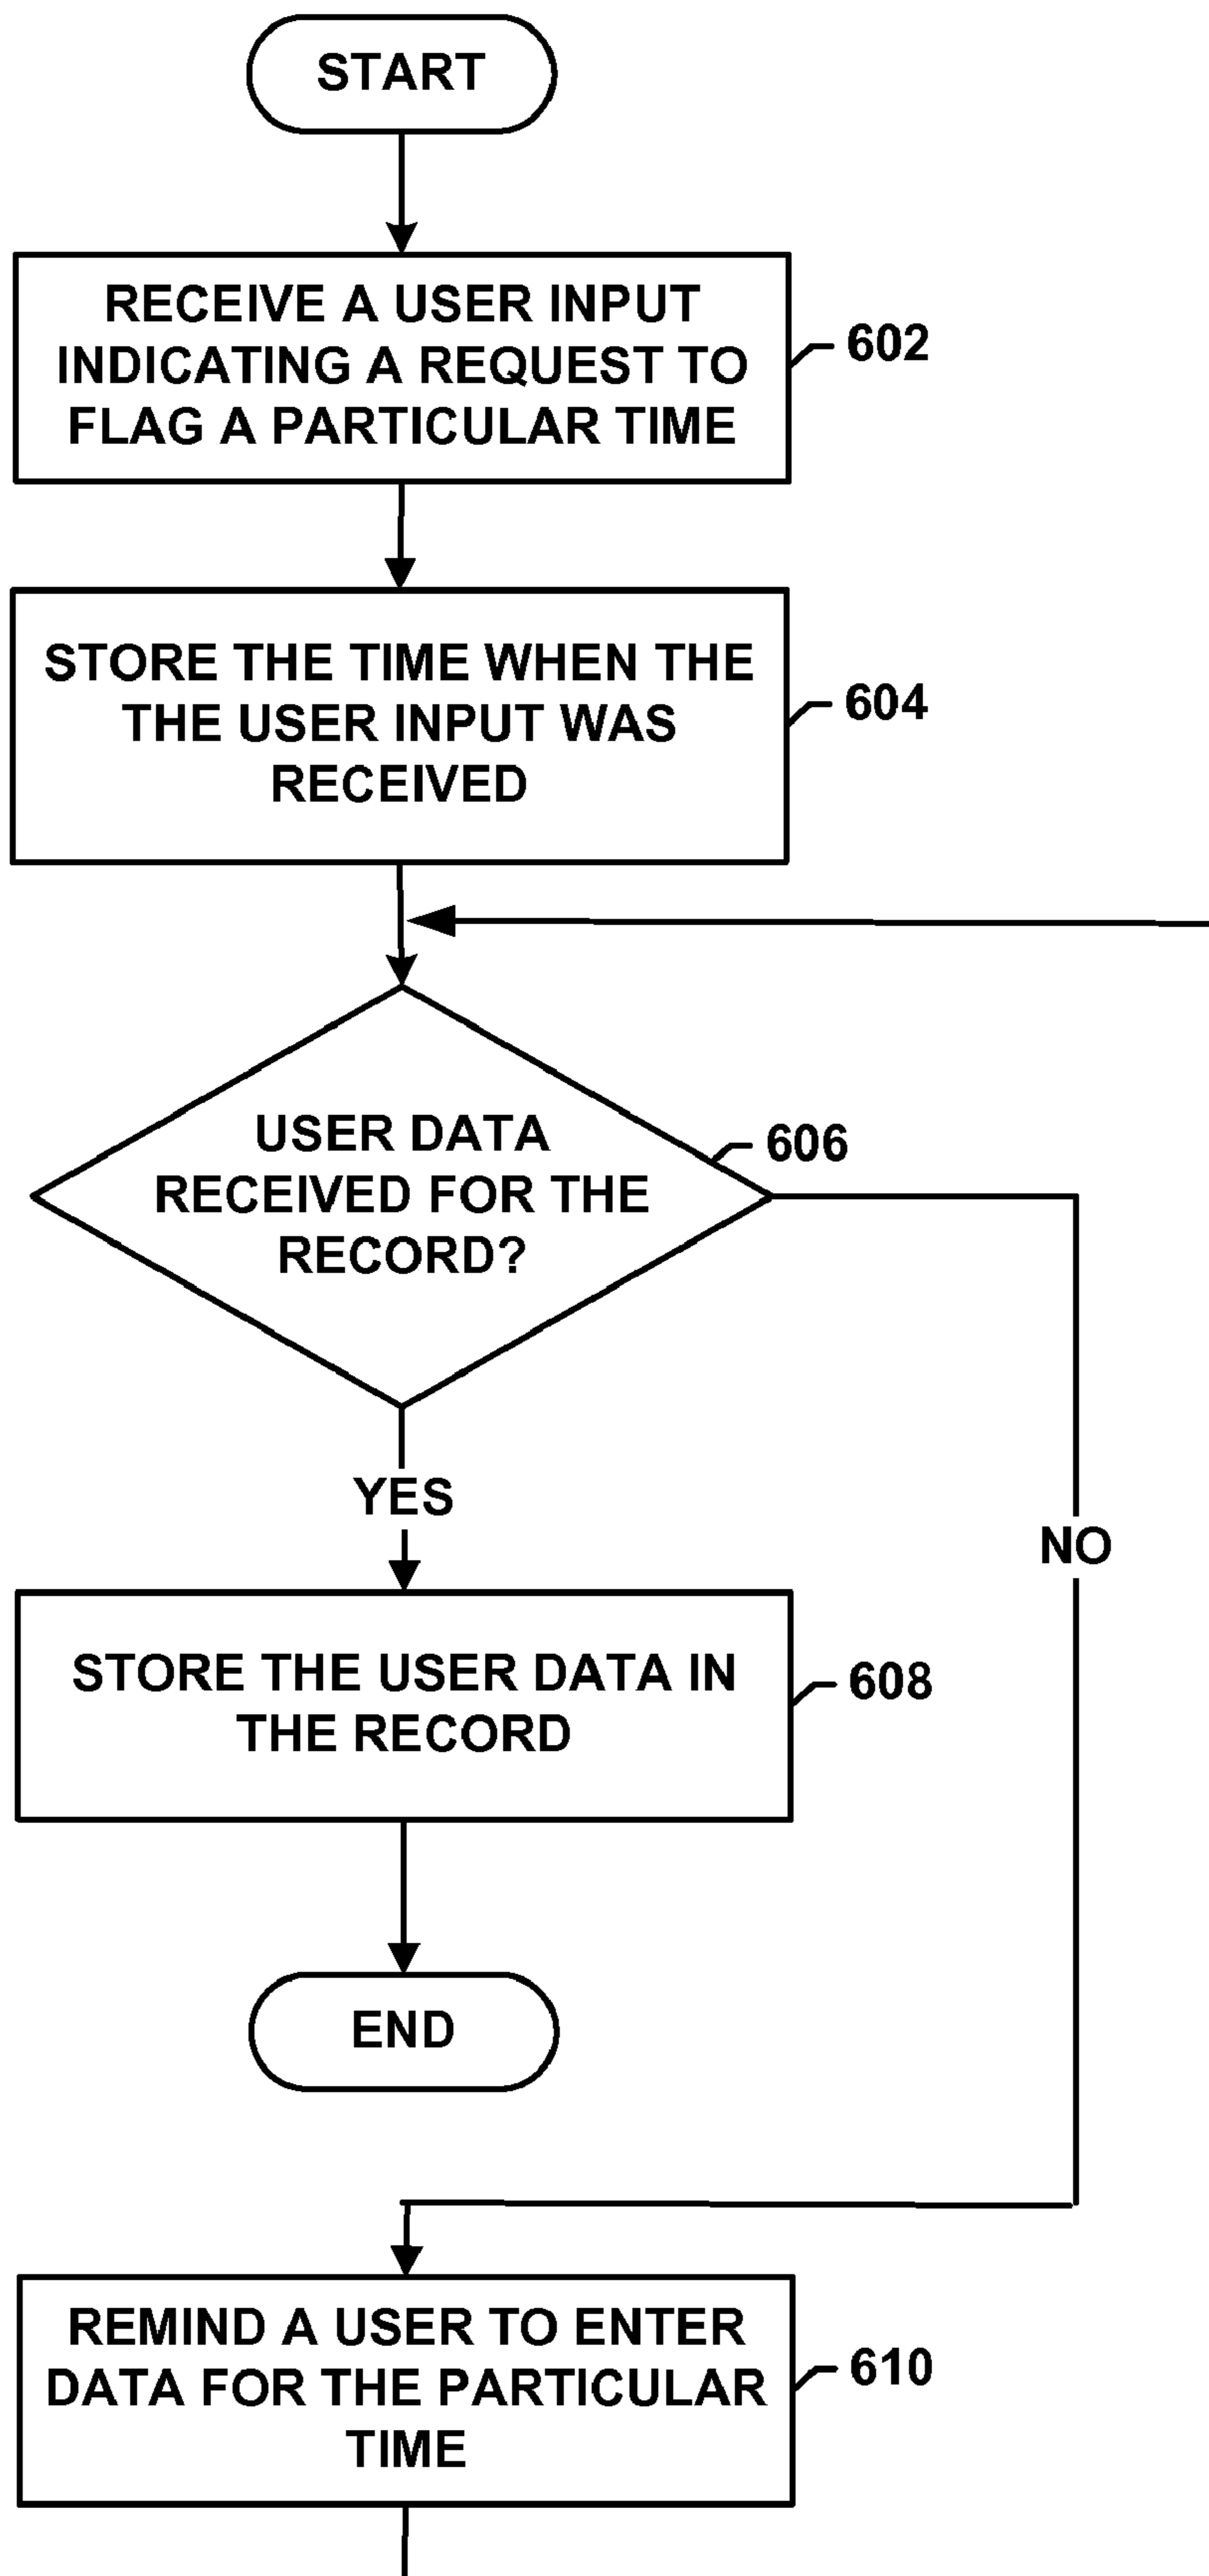 START
RECEIVE A USER INPUT
INDICATING A REQUEST TO
FLAG A PARTICULAR TIME
602
STORE THE TIME WHEN THE
THE USER INPUT WAS
RECEIVED
604
USER DATA
RECEIVED FOR THE
RECORD?
606
YES
NO
STORE THE USER DATA IN
THE RECORD
608
END
REMIND A USER TO ENTER
DATA FOR THE PARTICULAR
TIME
610